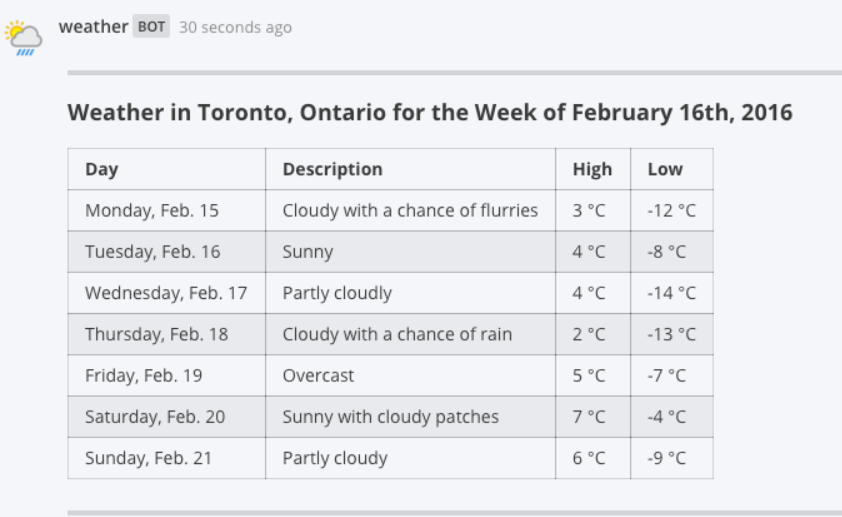 weather BOT 30 seconds ago
Weather in Toronto, Ontario for the Week of February 16th, 2016
Day Description High Low
Monday, Feb. 15 Cloudy with a chance of flurries 3 °C -12 °C
Tuesday, Feb. 16 Sunny 4 °C -8 °C
Wednesday, Feb. 17 Partly cloudly 4 °C -14 °C
Thursday, Feb. 18 Cloudy with a chance of rain 2 °C -13 °C
Friday, Feb. 19 Overcast 5 °C -7 °C
Saturday, Feb. 20 Sunny with cloudy patches 7 °C -4 °C
Sunday, Feb. 21 Partly cloudy 6 °C -9 °C